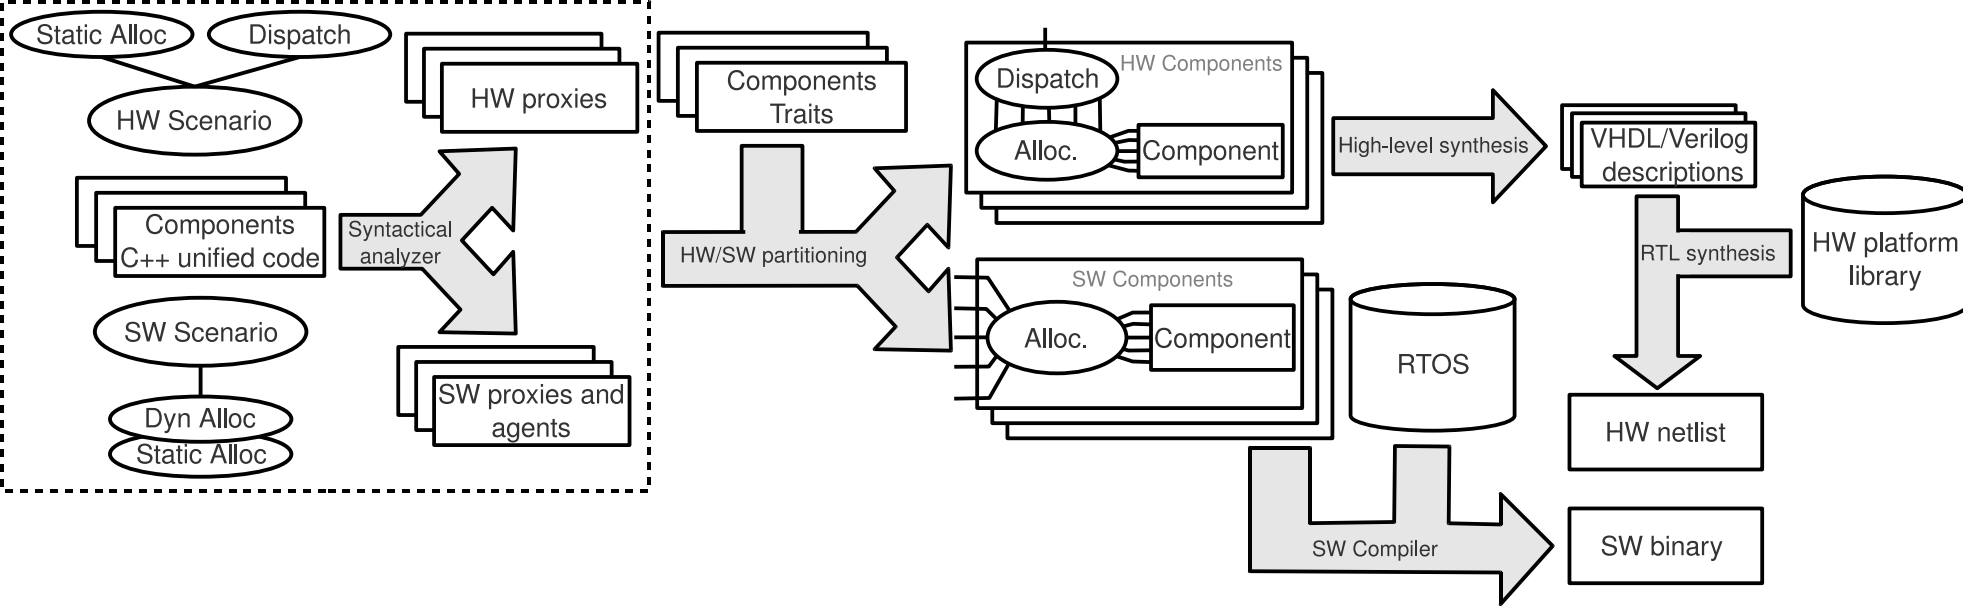 Static Alloc
Dispatch
HW Scenario
Components
C++ unified code
SW Scenario
Dyn Alloc
Static Alloc
Syntactical
analyzer
HW proxies
SW proxies and
agents
Components
Traits
HW/SW partitioning
HW Components
Dispatch
Alloc.
Component
SW Components
Alloc.
Component
RTOS
High-level synthesis
VHDL/Verilog
descriptions
RTL synthesis
HW platform
library
HW netlist
SW Compiler
SW binary